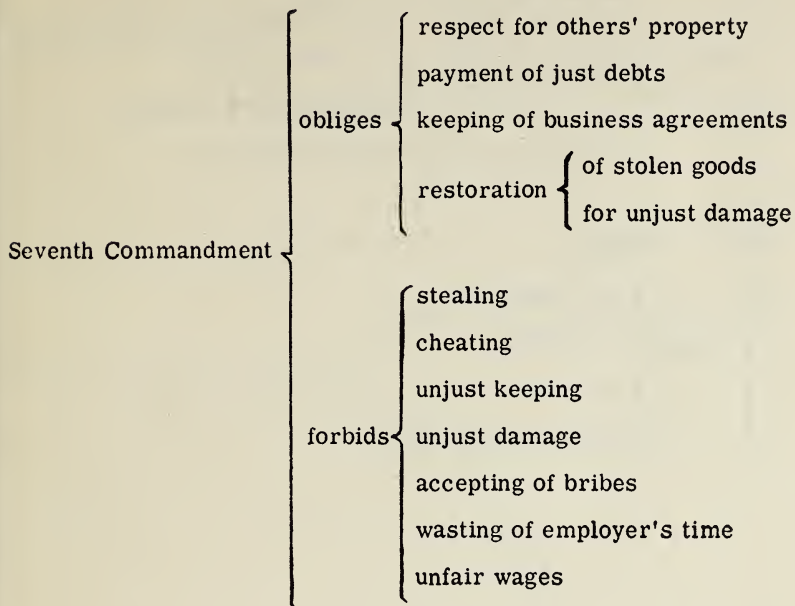 respect for others' property
payment of just debts
obliges
keeping of business agreements
restoration
of stolen goods
for unjust damage
Seventh Commandment
stealing
cheating
unjust keeping
forbids
unjust damage
accepting of bribes
wasting of employer's time
unfair wages